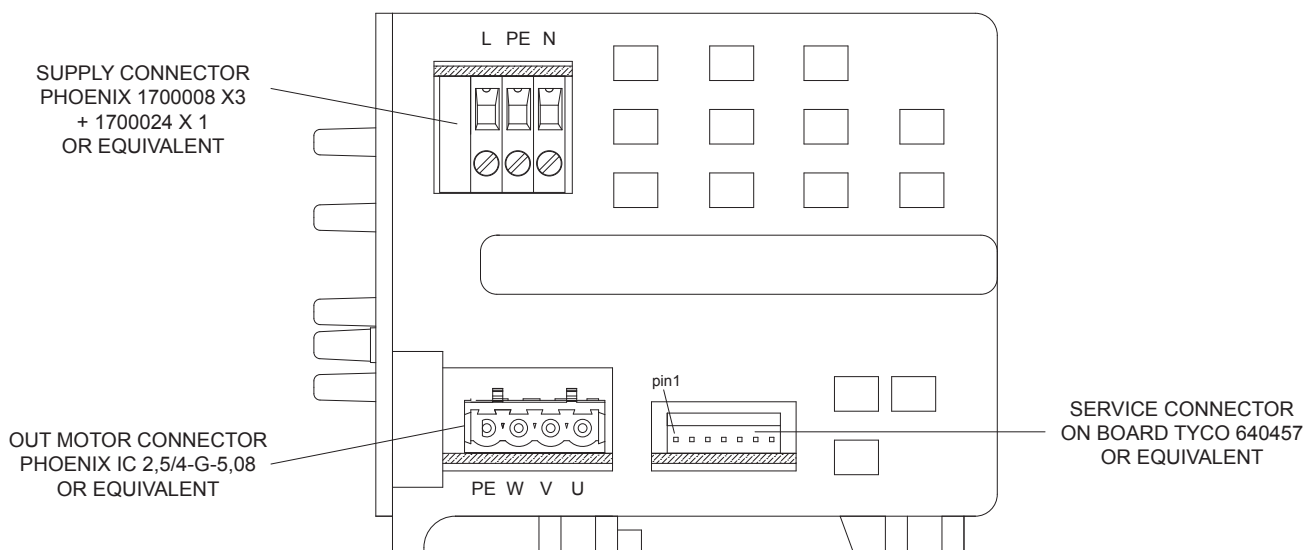 L PE N
SUPPLY CONNECTOR
PHOENIX 1700008 X3
+ 1700024 X 1
OR EQUIVALENT
pin1
SERVICE CONNECTOR
ON BOARD TYCO 640457
OR EQUIVALENT
OUT MOTOR CONNECTOR
PHOENIX IC 2,5/4-G-5,08
OR EQUIVALENT
PE W V U